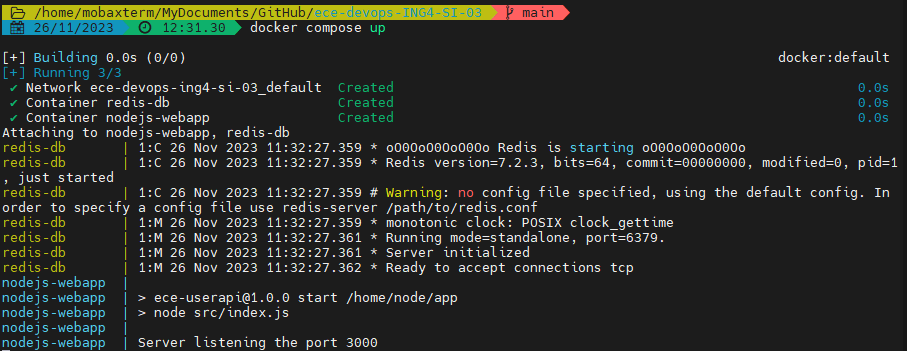 /home/mobaxterm/MyDocuments/GitHub/ece-devops-ING4-SI-03 main
26/11/2023 12:31.30 docker compose up
[+] Building 0.0s (0/0) docker:default
[+] Running 3/3
✔ Network ece-devops-ing4-si-03_default Created 0.0s
✔ Container redis-db Created 0.0s
✔ Container nodejs-webapp Created 0.0s
Attaching to nodejs-webapp, redis-db
redis-db | 1:C 26 Nov 2023 11:32:27.359 * oO0OoO0OoO0Oo Redis is starting oO0OoO0OoO0Oo
redis-db | 1:C 26 Nov 2023 11:32:27.359 * Redis version=7.2.3, bits=64, commit=00000000, modified=0, pid=1
, just started
redis-db | 1:C 26 Nov 2023 11:32:27.359 # Warning: no config file specified, using the default config. In
order to specify a config file use redis-server /path/to/redis.conf
redis-db | 1:M 26 Nov 2023 11:32:27.359 * monotonic clock: POSIX clock_gettime
redis-db | 1:M 26 Nov 2023 11:32:27.361 * Running mode=standalone, port=6379.
redis-db | 1:M 26 Nov 2023 11:32:27.361 * Server initialized
redis-db | 1:M 26 Nov 2023 11:32:27.362 * Ready to accept connections tcp
nodejs-webapp |
nodejs-webapp | > ece-userapi@1.0.0 start /home/node/app
nodejs-webapp | > node src/index.js
nodejs-webapp |
nodejs-webapp | Server listening the port 3000